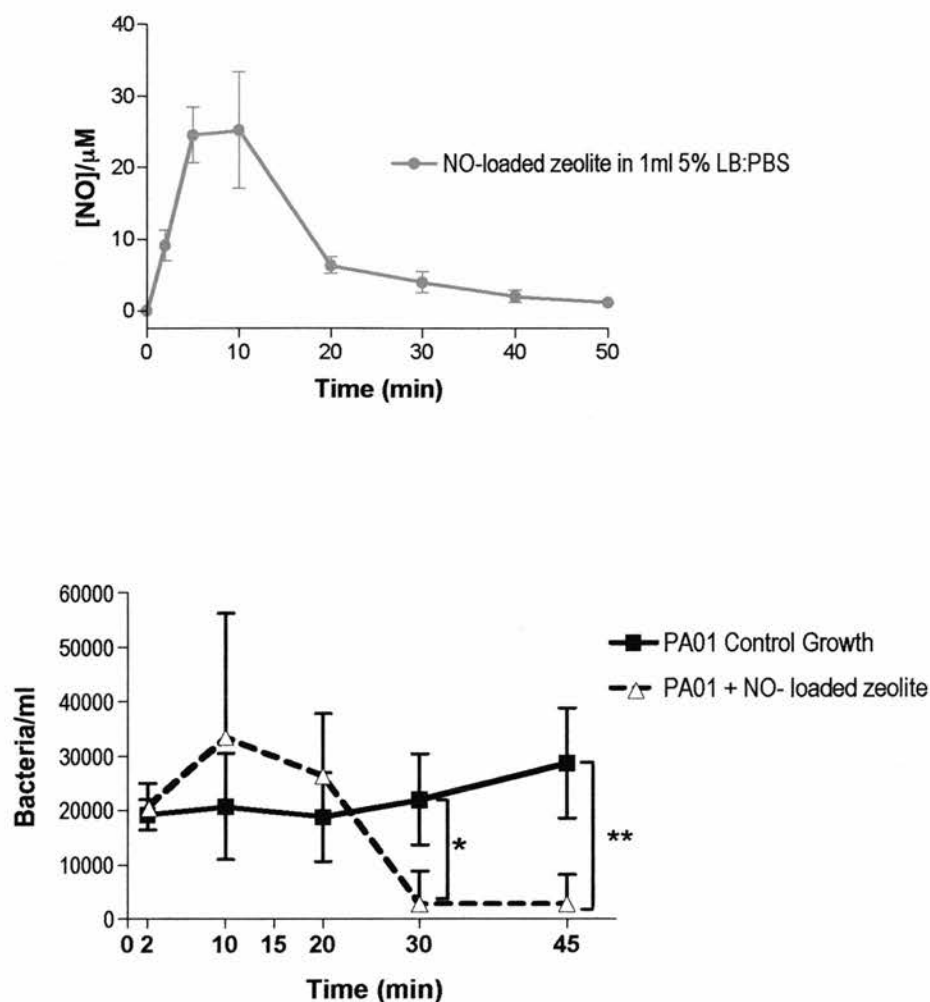 40
30
20
10
0
[NO]/µM
NO-loaded zeolite in 1ml 5% LB:PBS
0 10 20 30 40 50
Time (min)
60000
50000
40000
30000
20000
10000
0
Bacteria/ml
PA01 Control Growth
PA01 + NO- loaded zeolite
*
**
0 2 10 15 20 30 45
Time (min)